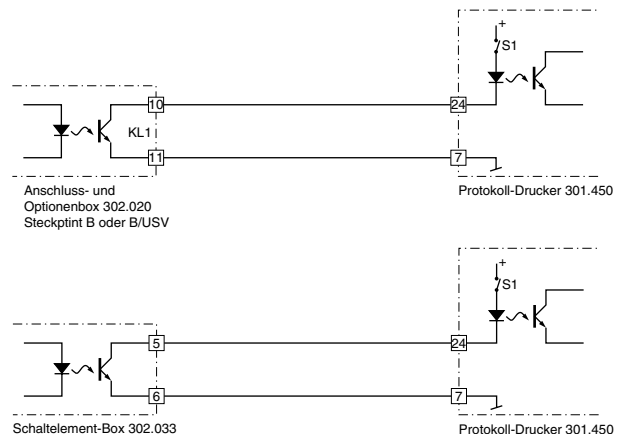 +
S1
10
24
KL1
11
7
Anschluss- und
Optionenbox 302.020
Steckptint B oder B/USV
Protokoll-Drucker 301.450
+
S1
5
24
6
7
Schaltelement-Box 302.033
Protokoll-Drucker 301.450